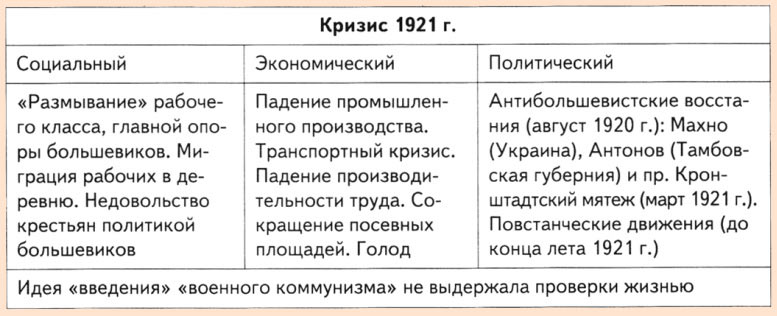 Кризис 1921 г.
Социальный
Экономический
Политический
«Размывание» рабоче-
го класса, главной опо-
ры большевиков. Ми-
грация рабочих в де-
ревню. Недовольство
крестьян политикой
большевиков
Падение промышлен-
ного производства.
Транспортный кризис.
Падение производи-
тельности труда. Со-
кращение посевных
площадей. Голод
Антибольшевистские восста-
ния (август 1920 г.): Махно
(Украина), Антонов (Тамбов-
ская губерния) и пр. Крон-
штадтский мятеж (март 1921 г.).
Повстанческие движения (до
конца лета 1921 г.)
Идея «введения» «военного коммунизма» не выдержала проверки жизнью